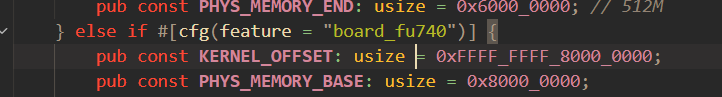 pub const PHYS_MEMORY_END: usize = 0x6000_0000; // 512M
} else if #[cfg(feature = "board_fu740")] {
pub const KERNEL_OFFSET: usize = 0xFFFF_FFFF_8000_0000;
pub const PHYS_MEMORY_BASE: usize = 0x8000_0000;